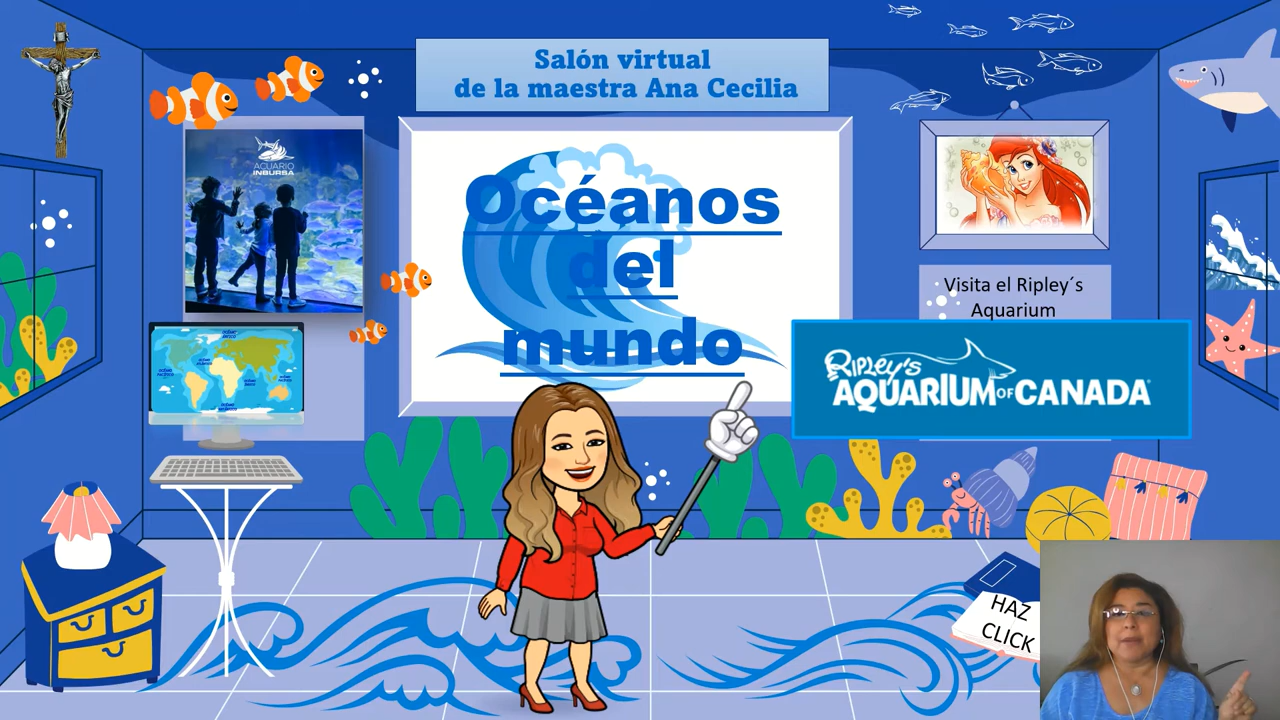 Salón virtual
de la maestra Ana Cecilia
ACUARIO
INBURSA
Océanos
del
mundo
Visita el Ripley´s
Aquarium
RIPLEY'S
AQUARIUM OF CANADA
HAZ
CLICK